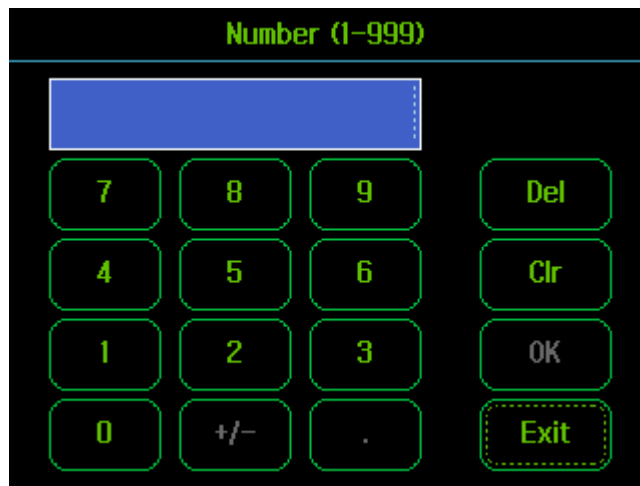 Number (1-999)
7 8 9 Del
4 5 6 Clr
1 2 3 OK
0 +/- . Exit